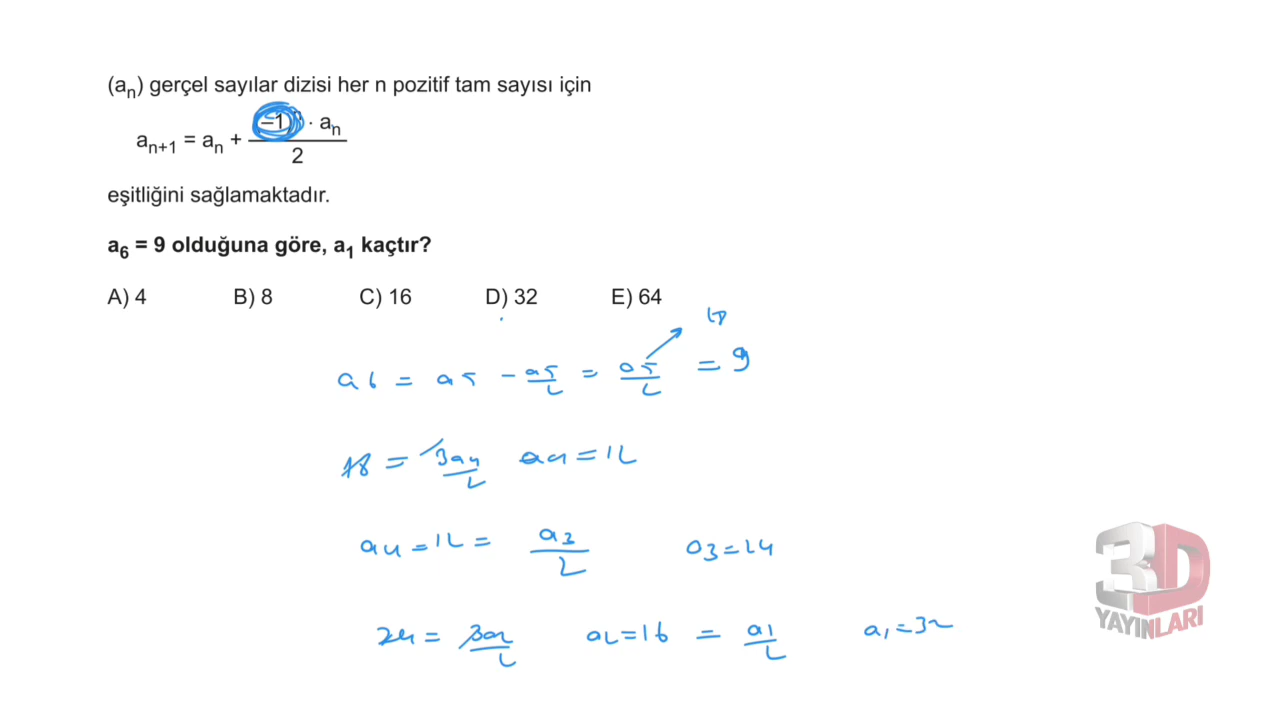 (aₙ) gerçel sayılar dizisi her n pozitif tam sayısı için
aₙ₊₁ = aₙ + (−1)ⁿ · aₙ / 2
eşitliğini sağlamaktadır.
a₆ = 9 olduğuna göre, a₁ kaçtır?
A) 4 B) 8 C) 16 D) 32 E) 64
18
a6 = a5 − a5/2 = a5/2 = 9
18 = 3a4/2 a4 = 12
a4 = 12 = a3/2 a3 = 24
24 = 3a2/2 a2 = 16 = a1/2 a1 = 32
3D
YAYINLARI